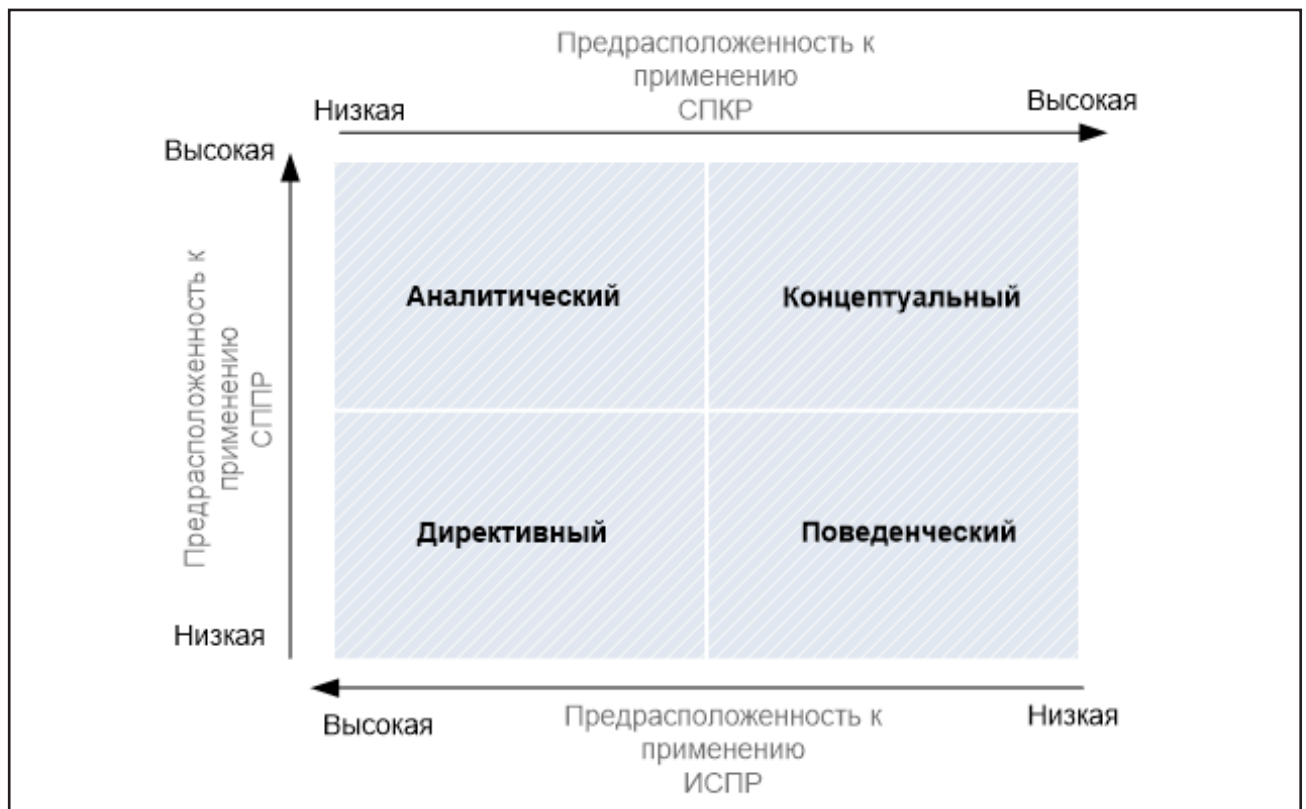 Предрасположенность к
применению
СПКР
Низкая
Высокая
Высокая
Предрасположенность к
применению
СППР
Низкая
Аналитический
Концептуальный
Директивный
Поведенческий
Высокая
Предрасположенность к
применению
ИСПР
Низкая